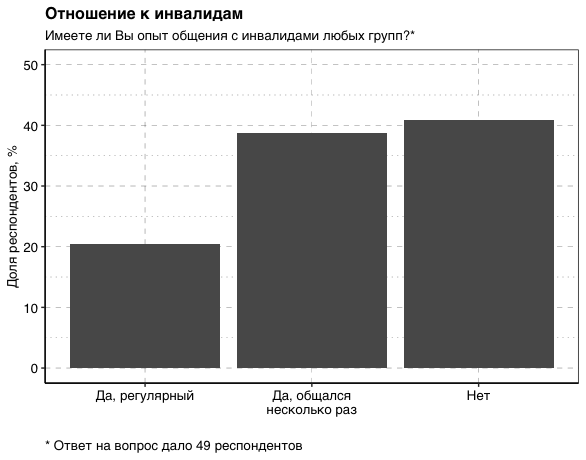 Отношение к инвалидам
Имеете ли Вы опыт общения с инвалидами любых групп?*
Доля респондентов, %
50
40
30
20
10
0
Да, регулярный
Да, общался
несколько раз
Нет
* Ответ на вопрос дало 49 респондентов